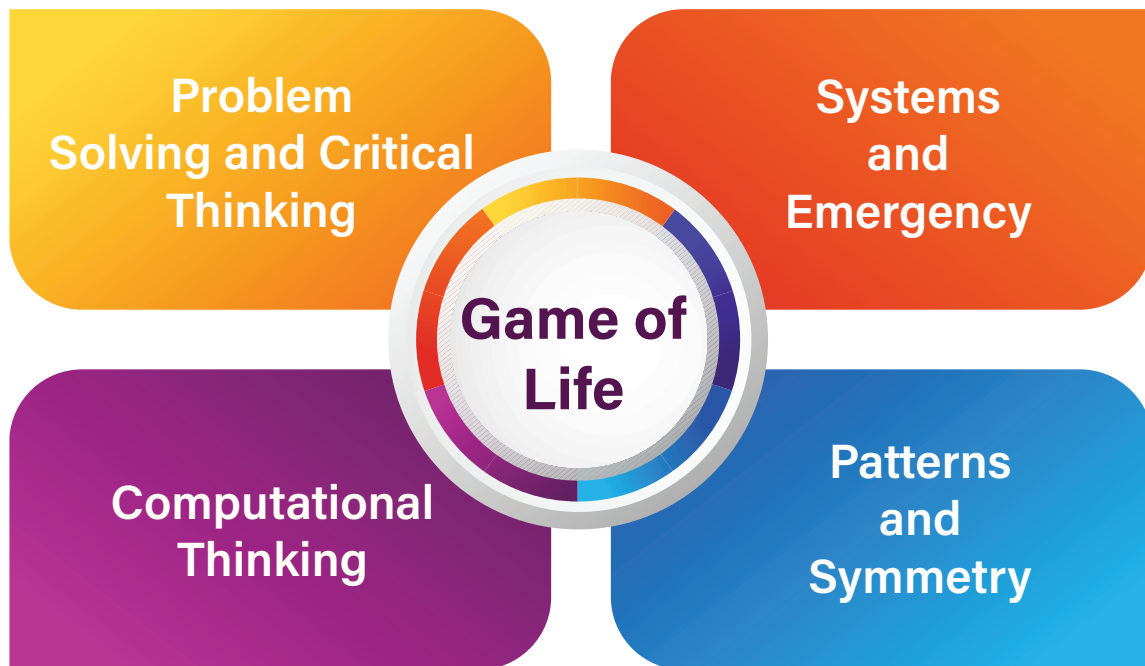 Problem
Solving and Critical
Thinking
Systems
and
Emergency
Game of
Life
Computational
Thinking
Patterns
and
Symmetry